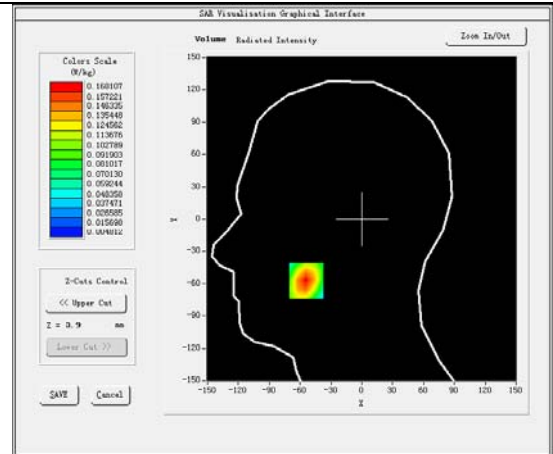 SAR Visualisation Graphical Interface
Volume Radiated Intensity
Zoom In/Out
Colors Scale
(W/kg)
0.168107
0.157221
0.146335
0.135448
0.124562
0.113676
0.102789
0.091903
0.081017
0.070130
0.059244
0.048358
0.037471
0.026585
0.015698
0.004812
Z-Cuts Control
<< Upper Cut
Z = 3.9 mm
Lower Cut >>
SAVE Cancel
150
120
90
60
30
0
-30
-60
-90
-120
-150
Y
-150 -120 -90 -60 -30 0 30 60 90 120 150
X